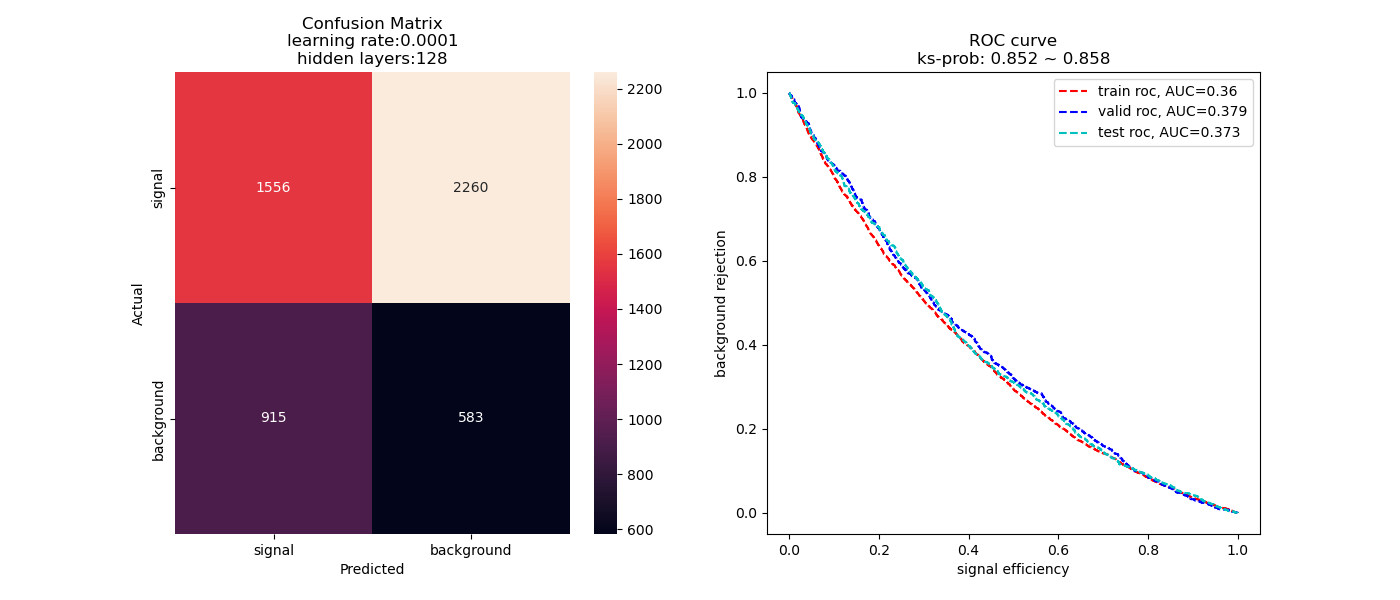 Confusion Matrix
learning rate:0.0001
hidden layers:128
signal
background
Actual
1556
2260
915
583
signal
background
Predicted
2200
2000
1800
1600
1400
1200
1000
800
600
ROC curve
ks-prob: 0.852 ~ 0.858
train roc, AUC=0.36
valid roc, AUC=0.379
test roc, AUC=0.373
background rejection
1.0
0.8
0.6
0.4
0.2
0.0
0.0
0.2
0.4
0.6
0.8
1.0
signal efficiency